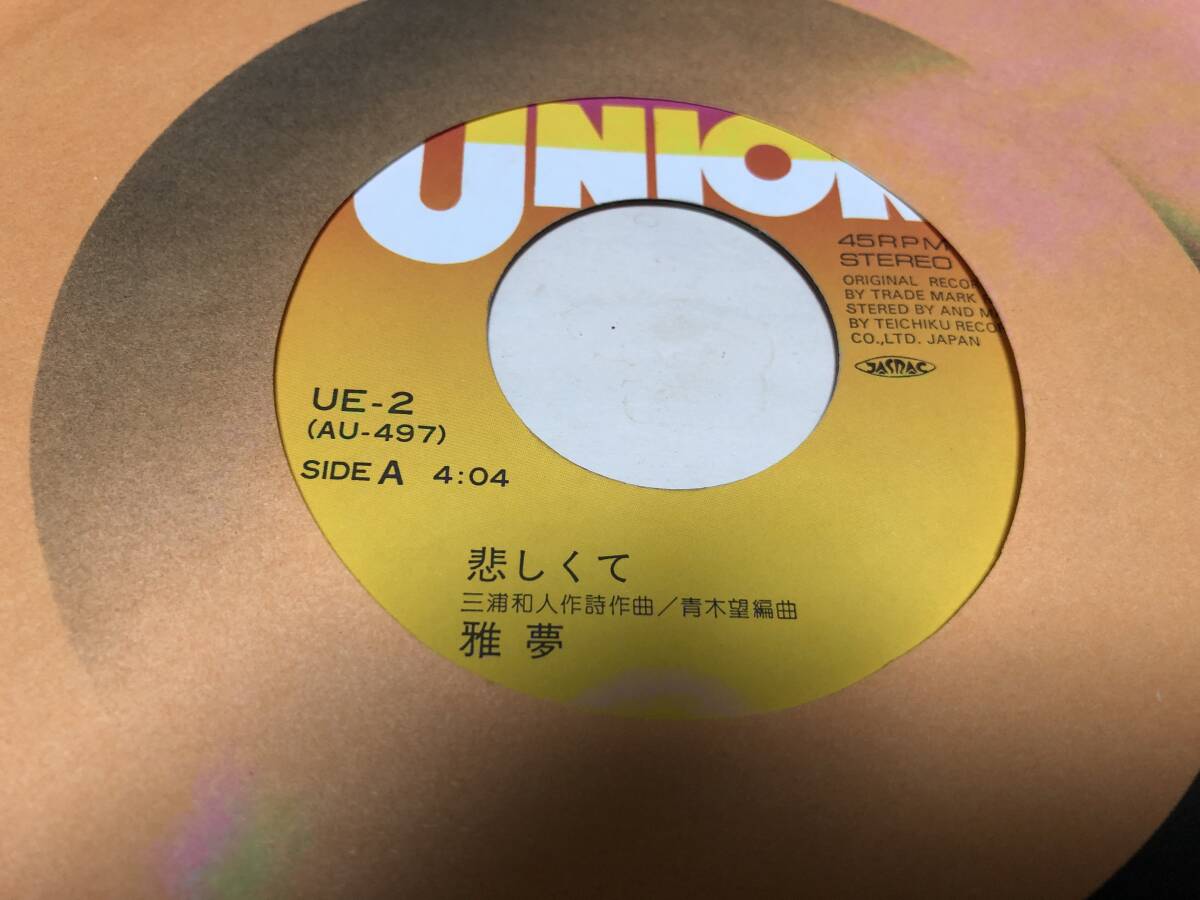 UNION
45RPM
STEREO
ORIGINAL RECOR
BY TRADE MARK
STERED BY AND M
BY TEICHIKU RECOR
CO.,LTD. JAPAN
JASRAC
UE-2
(AU-497)
SIDE A 4:04
悲しくて
三浦和人作詩作曲/青木望編曲
雅夢